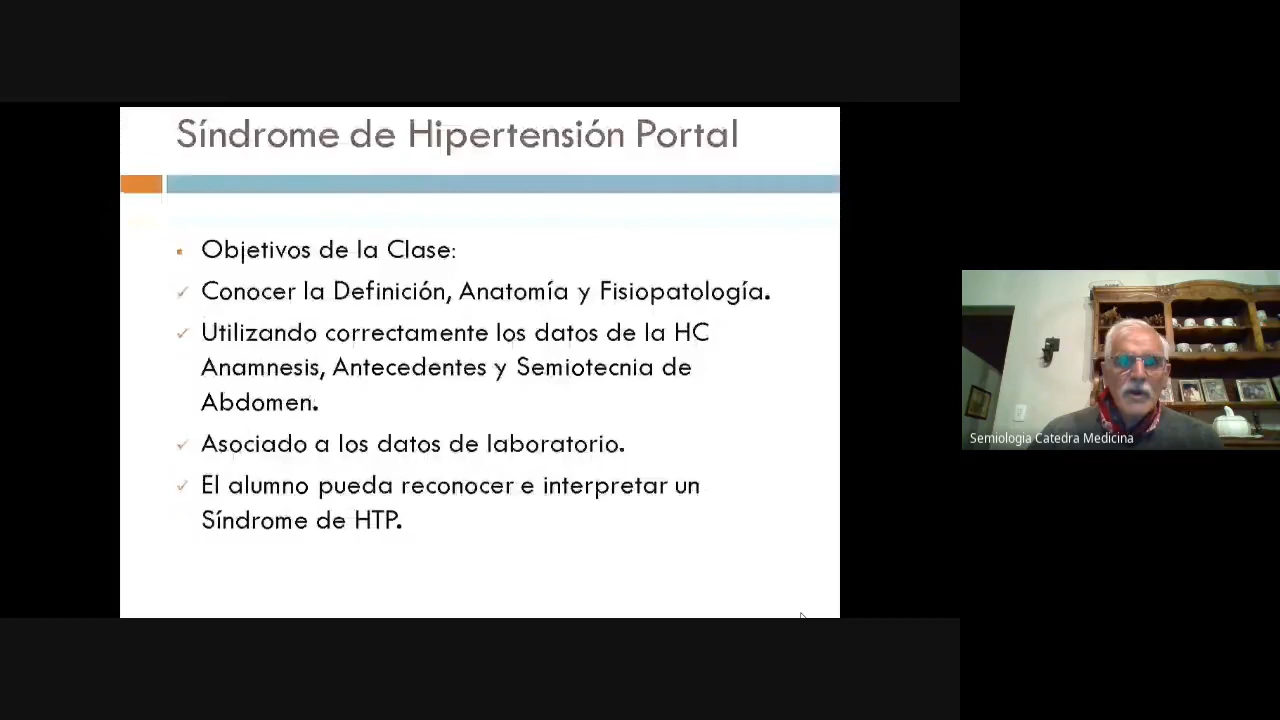 Síndrome de Hipertensión Portal
Objetivos de la Clase:
Conocer la Definición, Anatomía y Fisiopatología.
Utilizando correctamente los datos de la HC
Anamnesis, Antecedentes y Semiotecnia de
Abdomen.
Asociado a los datos de laboratorio.
El alumno pueda reconocer e interpretar un
Síndrome de HTP.
Semiologia Catedra Medicina